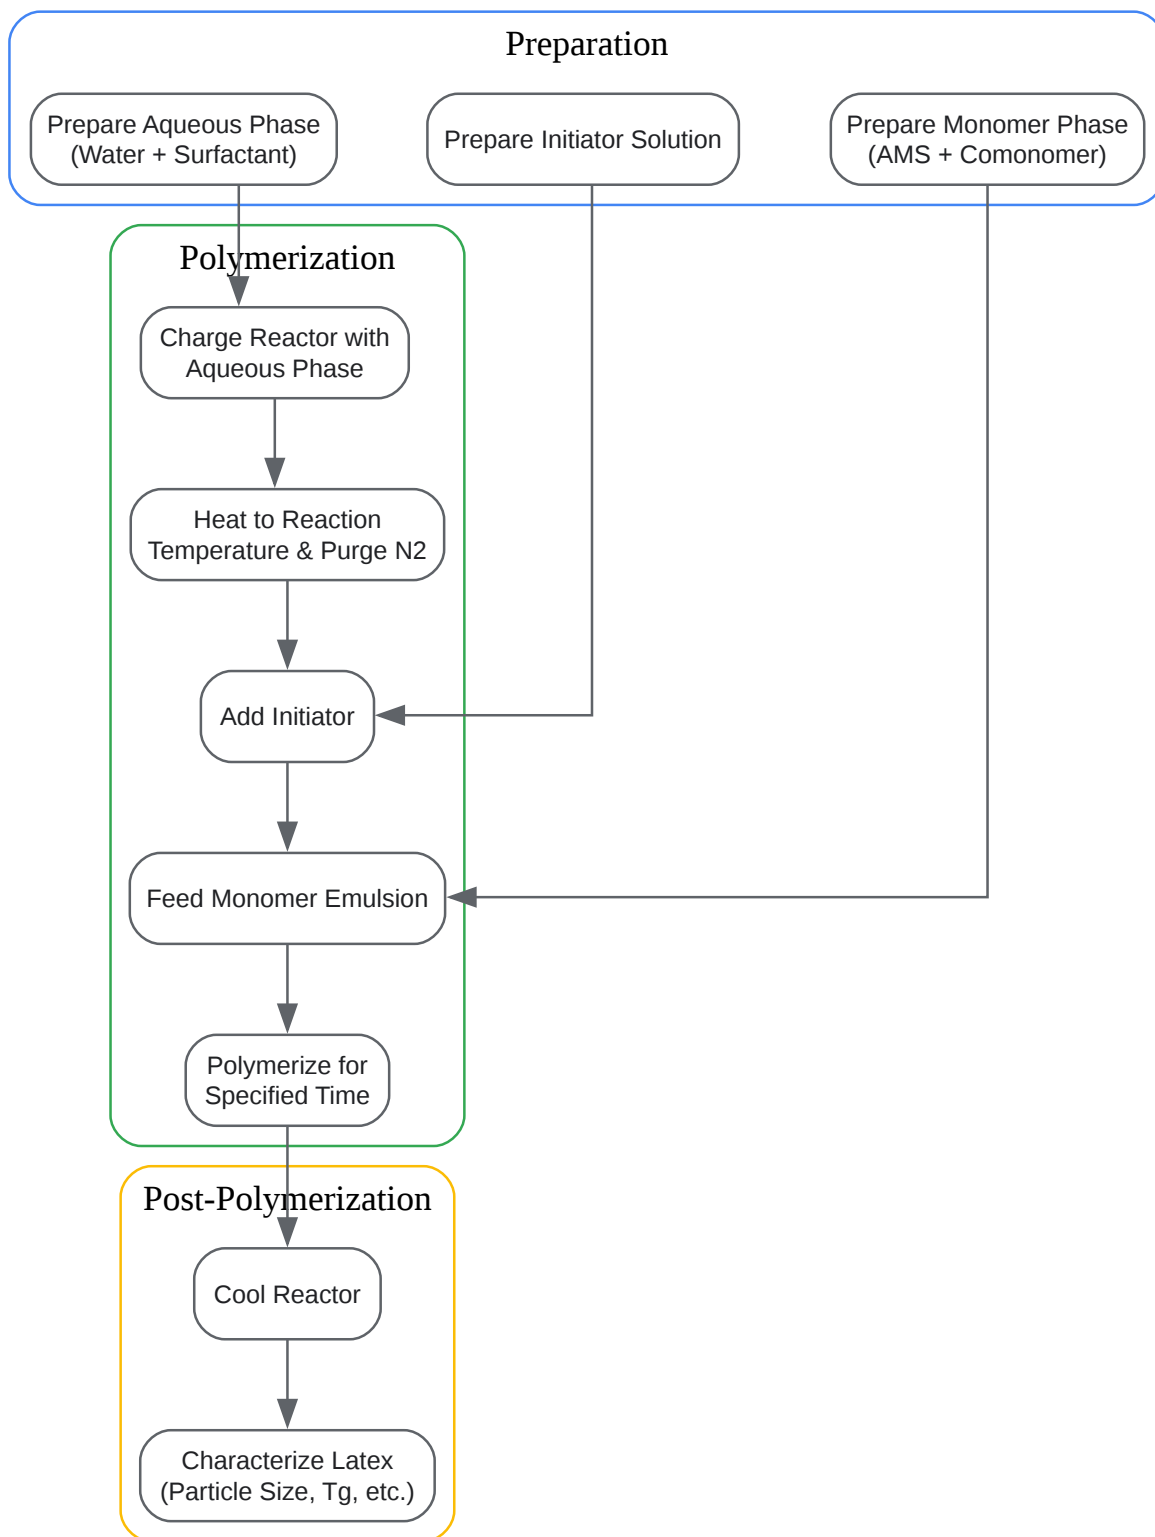 Preparation
Prepare Aqueous Phase
(Water + Surfactant)
Prepare Initiator Solution
Prepare Monomer Phase
(AMS + Comonomer)
Polymerization
Charge Reactor with
Aqueous Phase
Heat to Reaction
Temperature & Purge N2
Add Initiator
Feed Monomer Emulsion
Polymerize for
Specified Time
Post-Polymerization
Cool Reactor
Characterize Latex
(Particle Size, Tg, etc.)